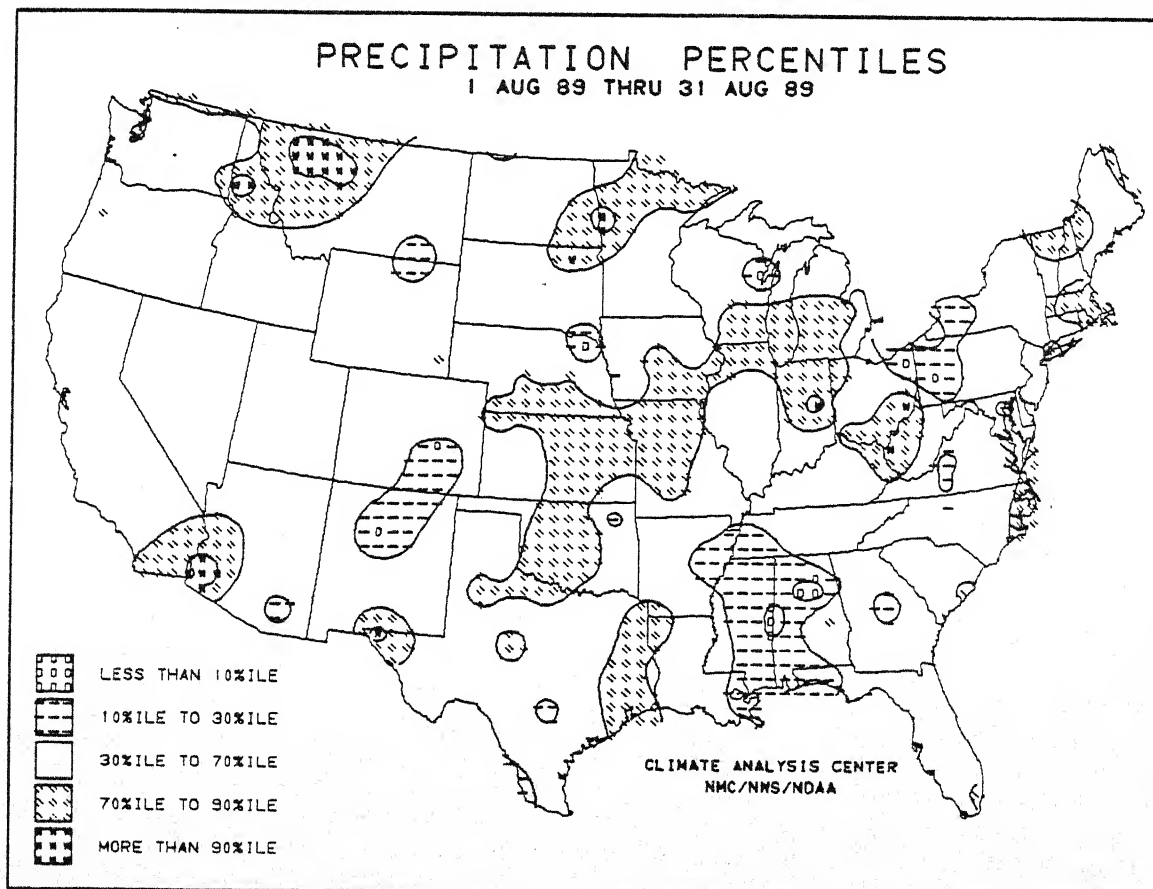 PRECIPITATION PERCENTILES
1 AUG 89 THRU 31 AUG 89
LESS THAN 10%ILE
10%ILE TO 30%ILE
30%ILE TO 70%ILE
70%ILE TO 90%ILE
MORE THAN 90%ILE
CLIMATE ANALYSIS CENTER
NMC/NWS/NOAA